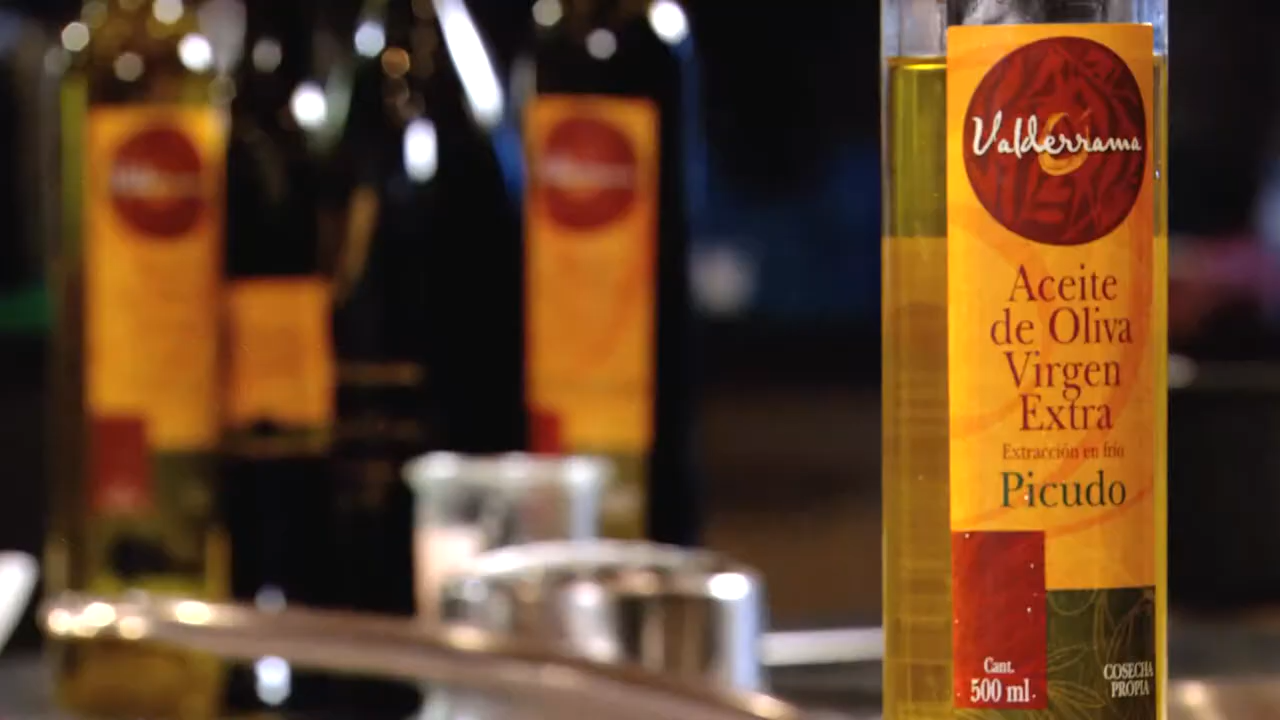 Valderrama
Aceite
de Oliva
Virgen
Extra
Extracción en frío
Picudo
Cant.
500 ml
COSECHA
PROPIA